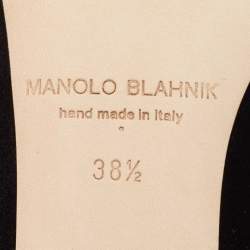 MANOLO BLAHNIK
hand made in Italy
38½